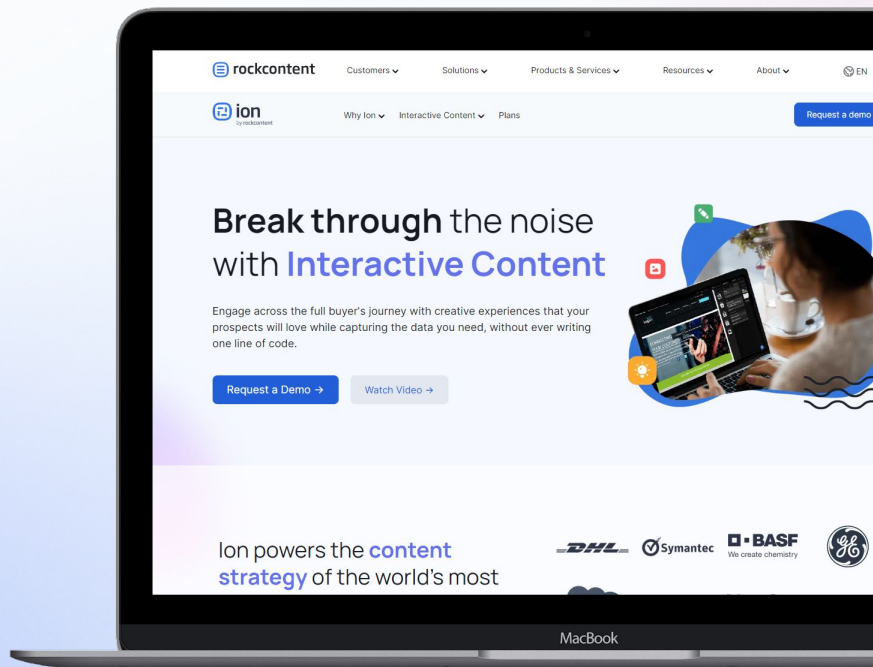 rockcontent Customers Solutions Products & Services Resources About EN
ion Why Ion Interactive Content Plans Request a demo
by rockcontent
Break through the noise
with Interactive Content
Engage across the full buyer's journey with creative experiences that your
prospects will love while capturing the data you need, without ever writing
one line of code.
Request a Demo → Watch Video →
Ion powers the content
strategy of the world's most
DHL Symantec BASF GE
We create chemistry
MacBook